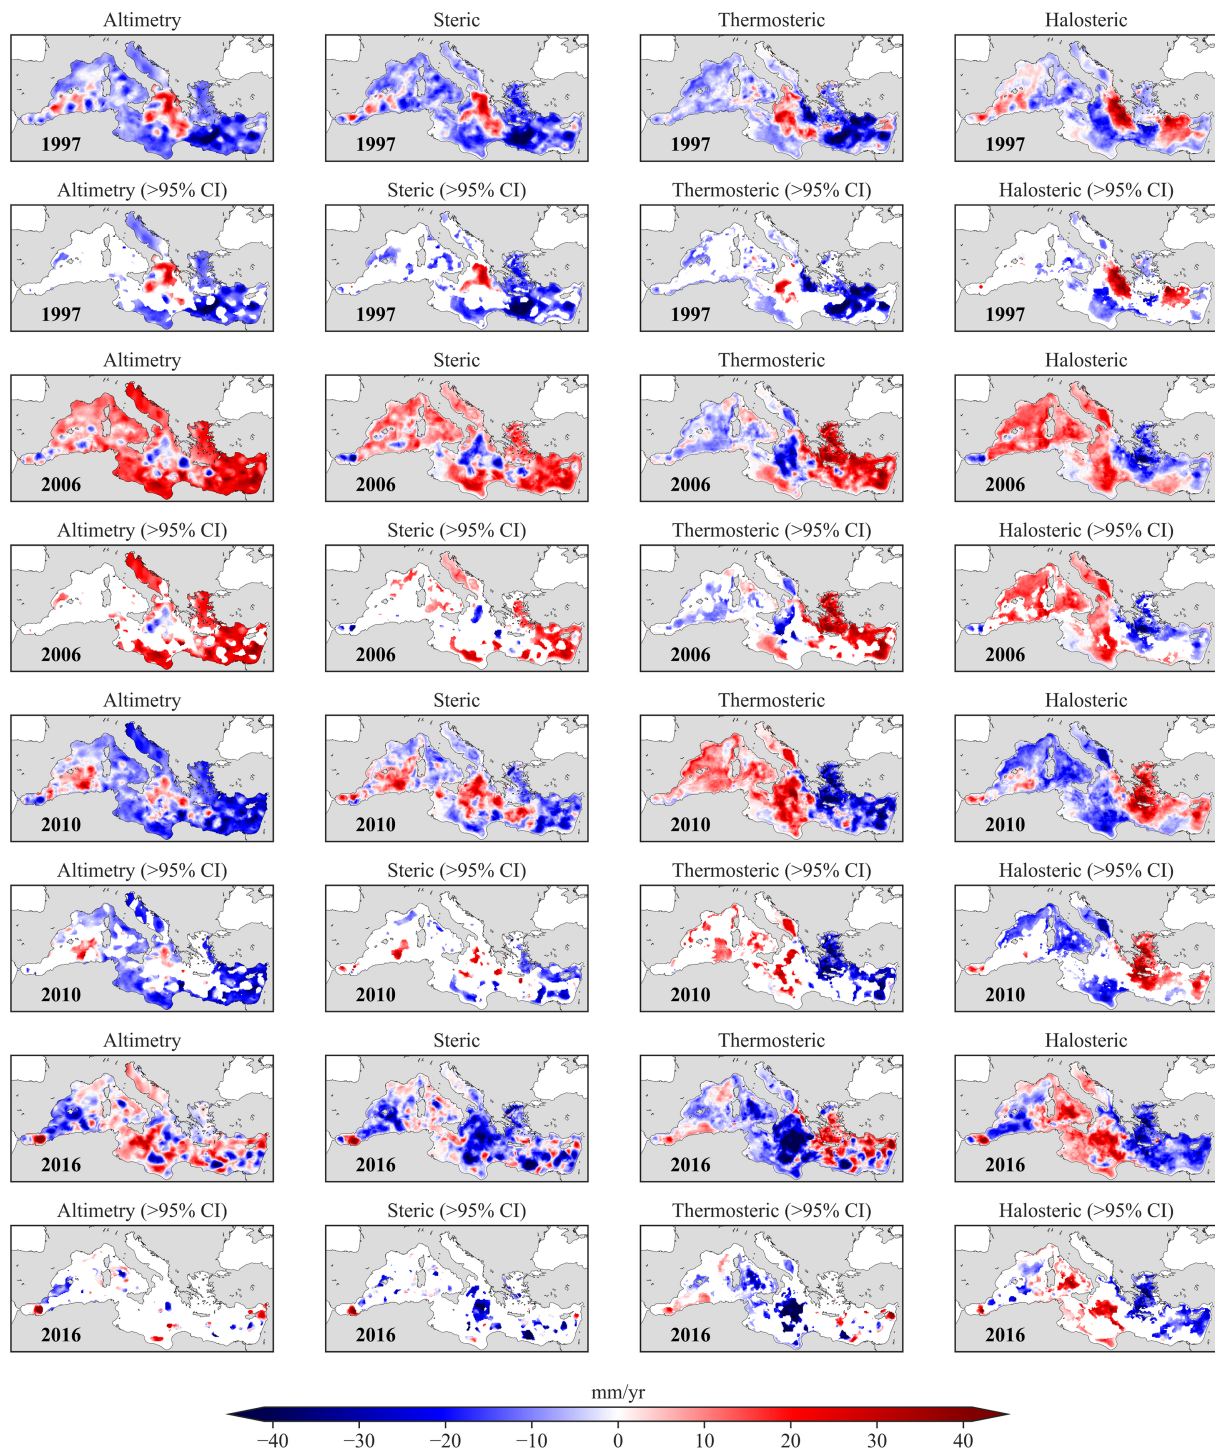 Altimetry Steric Thermosteric Halosteric
1997 1997 1997 1997
Altimetry (>95% CI) Steric (>95% CI) Thermosteric (>95% CI) Halosteric (>95% CI)
1997 1997 1997 1997
Altimetry Steric Thermosteric Halosteric
2006 2006 2006 2006
Altimetry (>95% CI) Steric (>95% CI) Thermosteric (>95% CI) Halosteric (>95% CI)
2006 2006 2006 2006
Altimetry Steric Thermosteric Halosteric
2010 2010 2010 2010
Altimetry (>95% CI) Steric (>95% CI) Thermosteric (>95% CI) Halosteric (>95% CI)
2010 2010 2010 2010
Altimetry Steric Thermosteric Halosteric
2016 2016 2016 2016
Altimetry (>95% CI) Steric (>95% CI) Thermosteric (>95% CI) Halosteric (>95% CI)
2016 2016 2016 2016
mm/yr
−40 −30 −20 −10 0 10 20 30 40